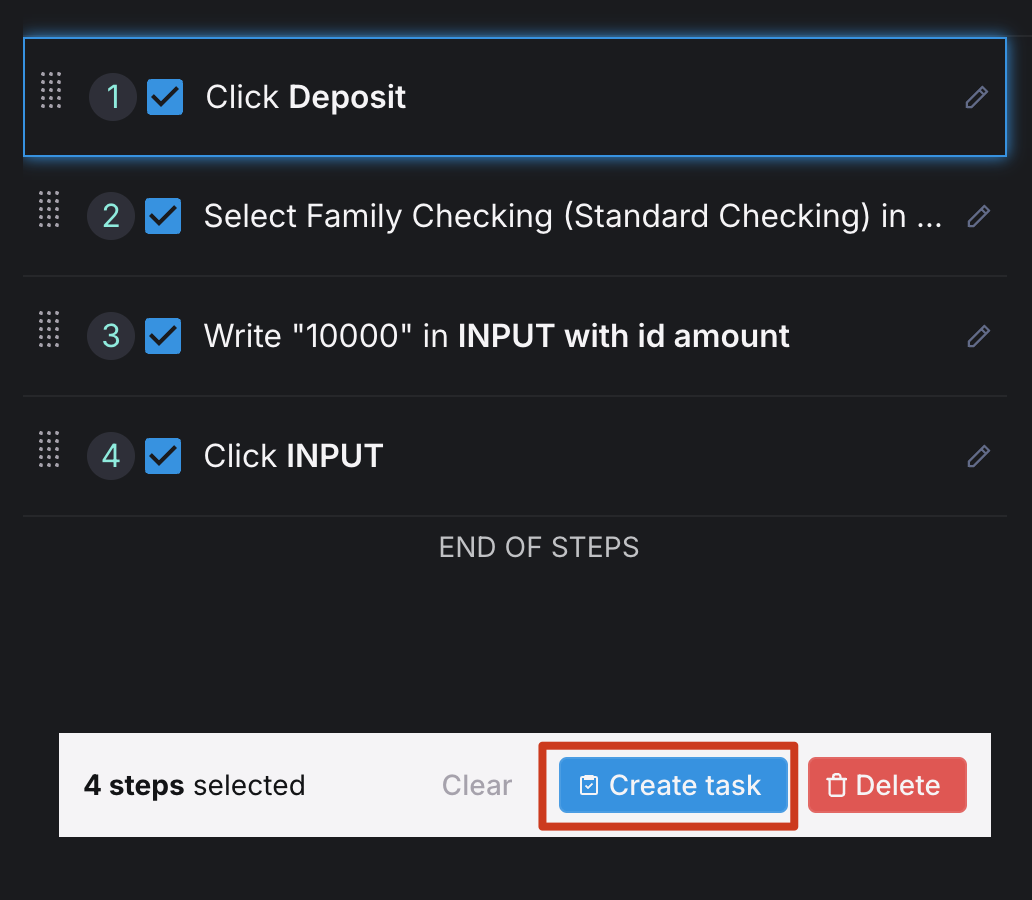 1 Click Deposit
2 Select Family Checking (Standard Checking) in ...
3 Write "10000" in INPUT with id amount
4 Click INPUT
END OF STEPS
4 steps selected Clear Create task Delete